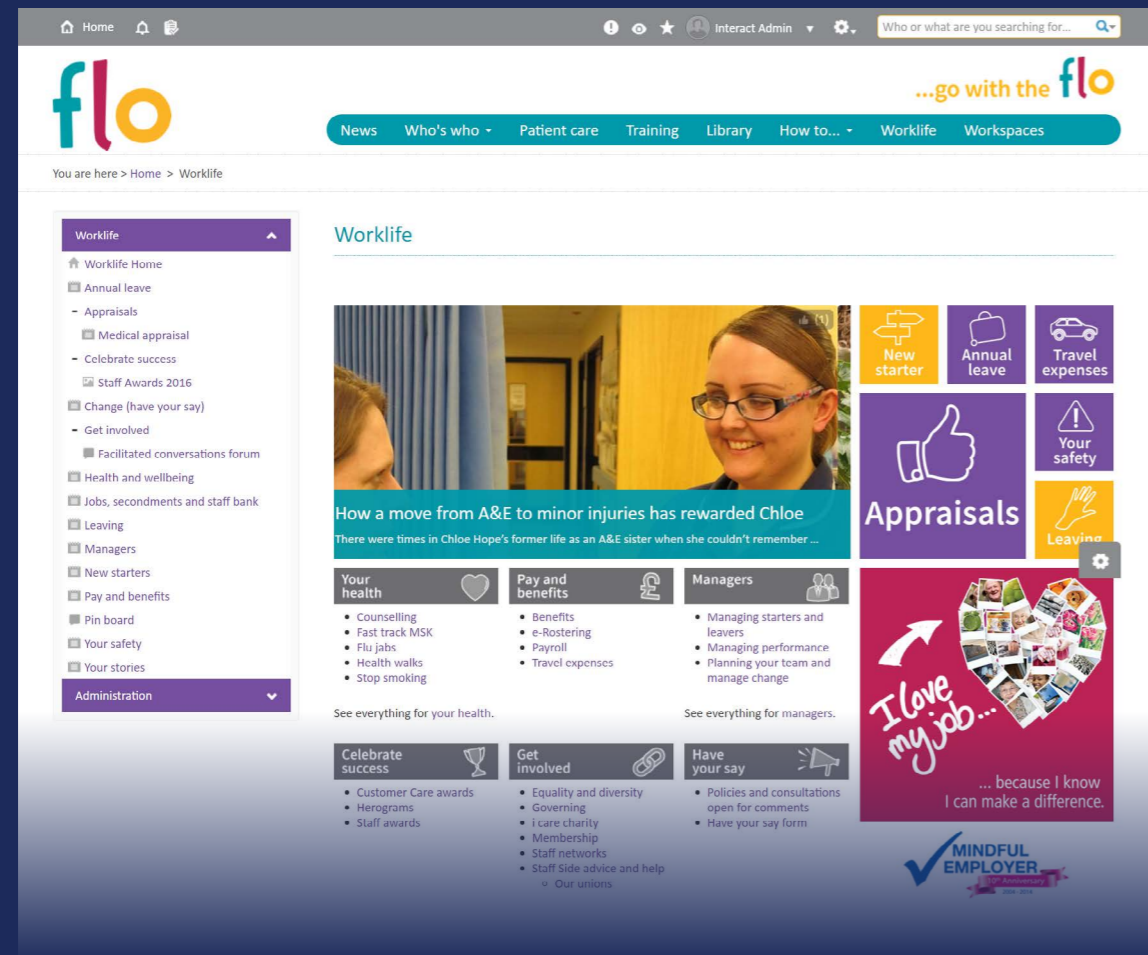 Home
Interact Admin
Who or what are you searching for...
flo
...go with the flo
News Who's who Patient care Training Library How to... Worklife Workspaces
You are here > Home > Worklife
Worklife
Worklife Home
Annual leave
- Appraisals
Medical appraisal
- Celebrate success
Staff Awards 2016
Change (have your say)
- Get involved
Facilitated conversations forum
Health and wellbeing
Jobs, secondments and staff bank
Leaving
Managers
New starters
Pay and benefits
Pin board
Your safety
Your stories
Administration
Worklife
(1)
How a move from A&E to minor injuries has rewarded Chloe
There were times in Chloe Hope's former life as an A&E sister when she couldn't remember ...
New
starter
Annual
leave
Travel
expenses
Appraisals
Your
safety
Leaving
Your
health
• Counselling
• Fast track MSK
• Flu jabs
• Health walks
• Stop smoking
See everything for your health.
Pay and
benefits
£
• Benefits
• e-Rostering
• Payroll
• Travel expenses
Managers
• Managing starters and
leavers
• Managing performance
• Planning your team and
manage change
See everything for managers.
I love
my job...
... because I know
I can make a difference.
Celebrate
success
• Customer Care awards
• Herograms
• Staff awards
Get
involved
• Equality and diversity
• Governing
• i care charity
• Membership
• Staff networks
• Staff Side advice and help
○ Our unions
Have
your say
• Policies and consultations
open for comments
• Have your say form
MINDFUL
EMPLOYER
10th Anniversary
2004 - 2014